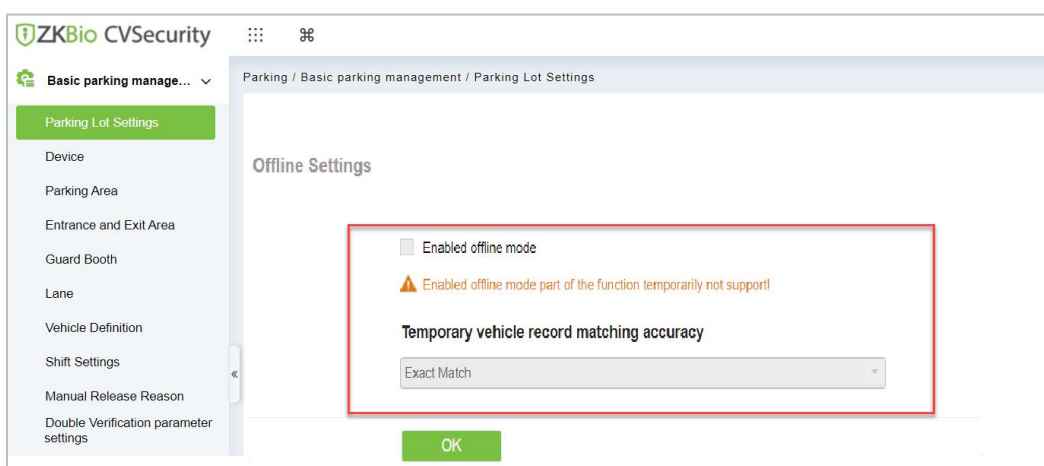 ZKBio CVSecurity
Basic parking manage...
Parking / Basic parking management / Parking Lot Settings
Parking Lot Settings
Device
Parking Area
Entrance and Exit Area
Guard Booth
Lane
Vehicle Definition
Shift Settings
Manual Release Reason
Double Verification parameter
settings
Offline Settings
Enabled offline mode
Enabled offline mode part of the function temporarily not support!
Temporary vehicle record matching accuracy
Exact Match
OK